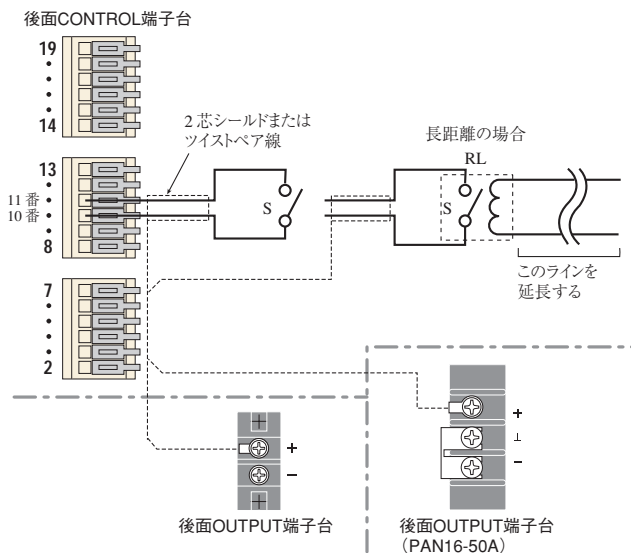 後面CONTROL端子台
19
14
2 芯シールドまたは
ツイストペア線
長距離の場合
RL
13
11 番
10 番
8
S
S
このラインを
延長する
7
2
+
−
後面OUTPUT端子台
+
⊥
−
後面OUTPUT端子台
(PAN16-50A)